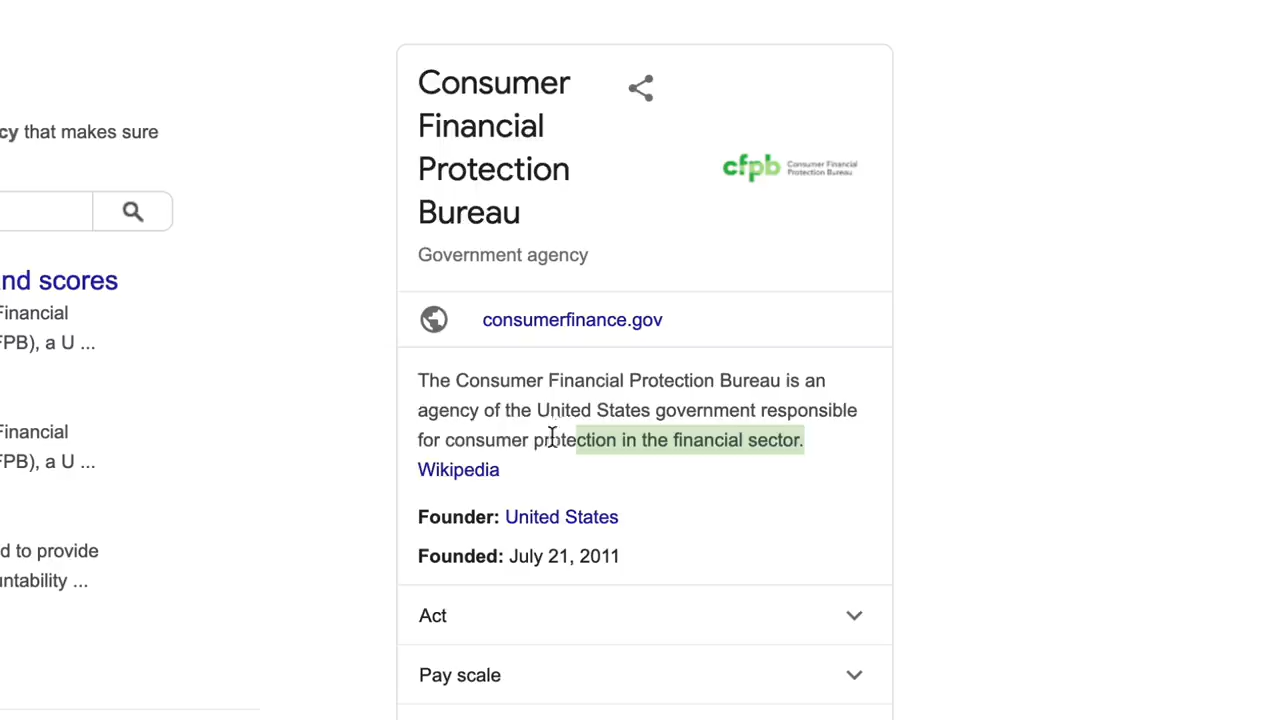 cy that makes sure
nd scores
Financial
FPB), a U ...
Financial
FPB), a U ...
d to provide
untability ...
Consumer
Financial
Protection
Bureau
cfpb Consumer Financial
Protection Bureau
Government agency
consumerfinance.gov
The Consumer Financial Protection Bureau is an
agency of the United States government responsible
for consumer protection in the financial sector.
Wikipedia
Founder: United States
Founded: July 21, 2011
Act
Pay scale